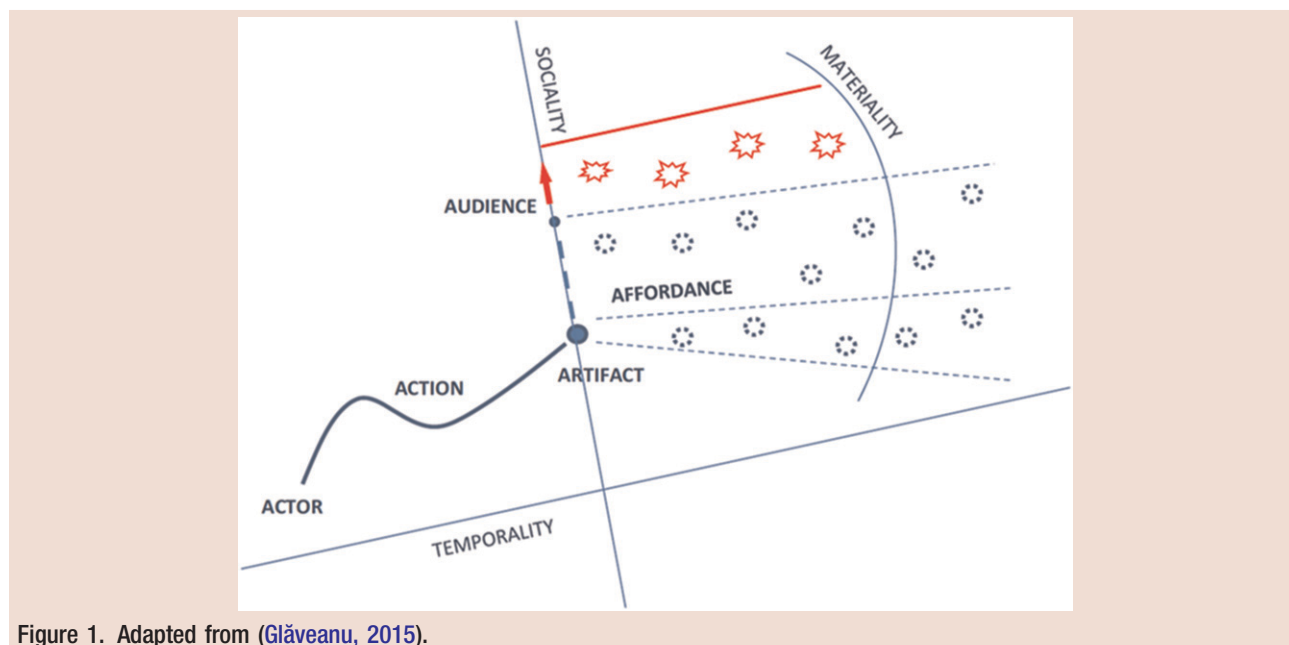 SOCIALITY
MATERIALITY
AUDIENCE
AFFORDANCE
ARTIFACT
ACTION
ACTOR
TEMPORALITY
Figure 1. Adapted from (Glăveanu, 2015).